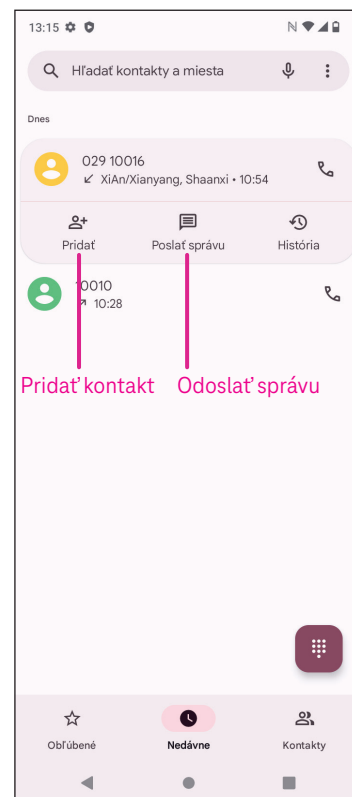 13:15
Hľadať kontakty a miesta
Dnes
029 10016
↙ XiAn/Xianyang, Shaanxi • 10:54
Pridať Poslať správu História
10010
↗ 10:28
Pridať kontakt Odoslať správu
Obľúbené Nedávne Kontakty